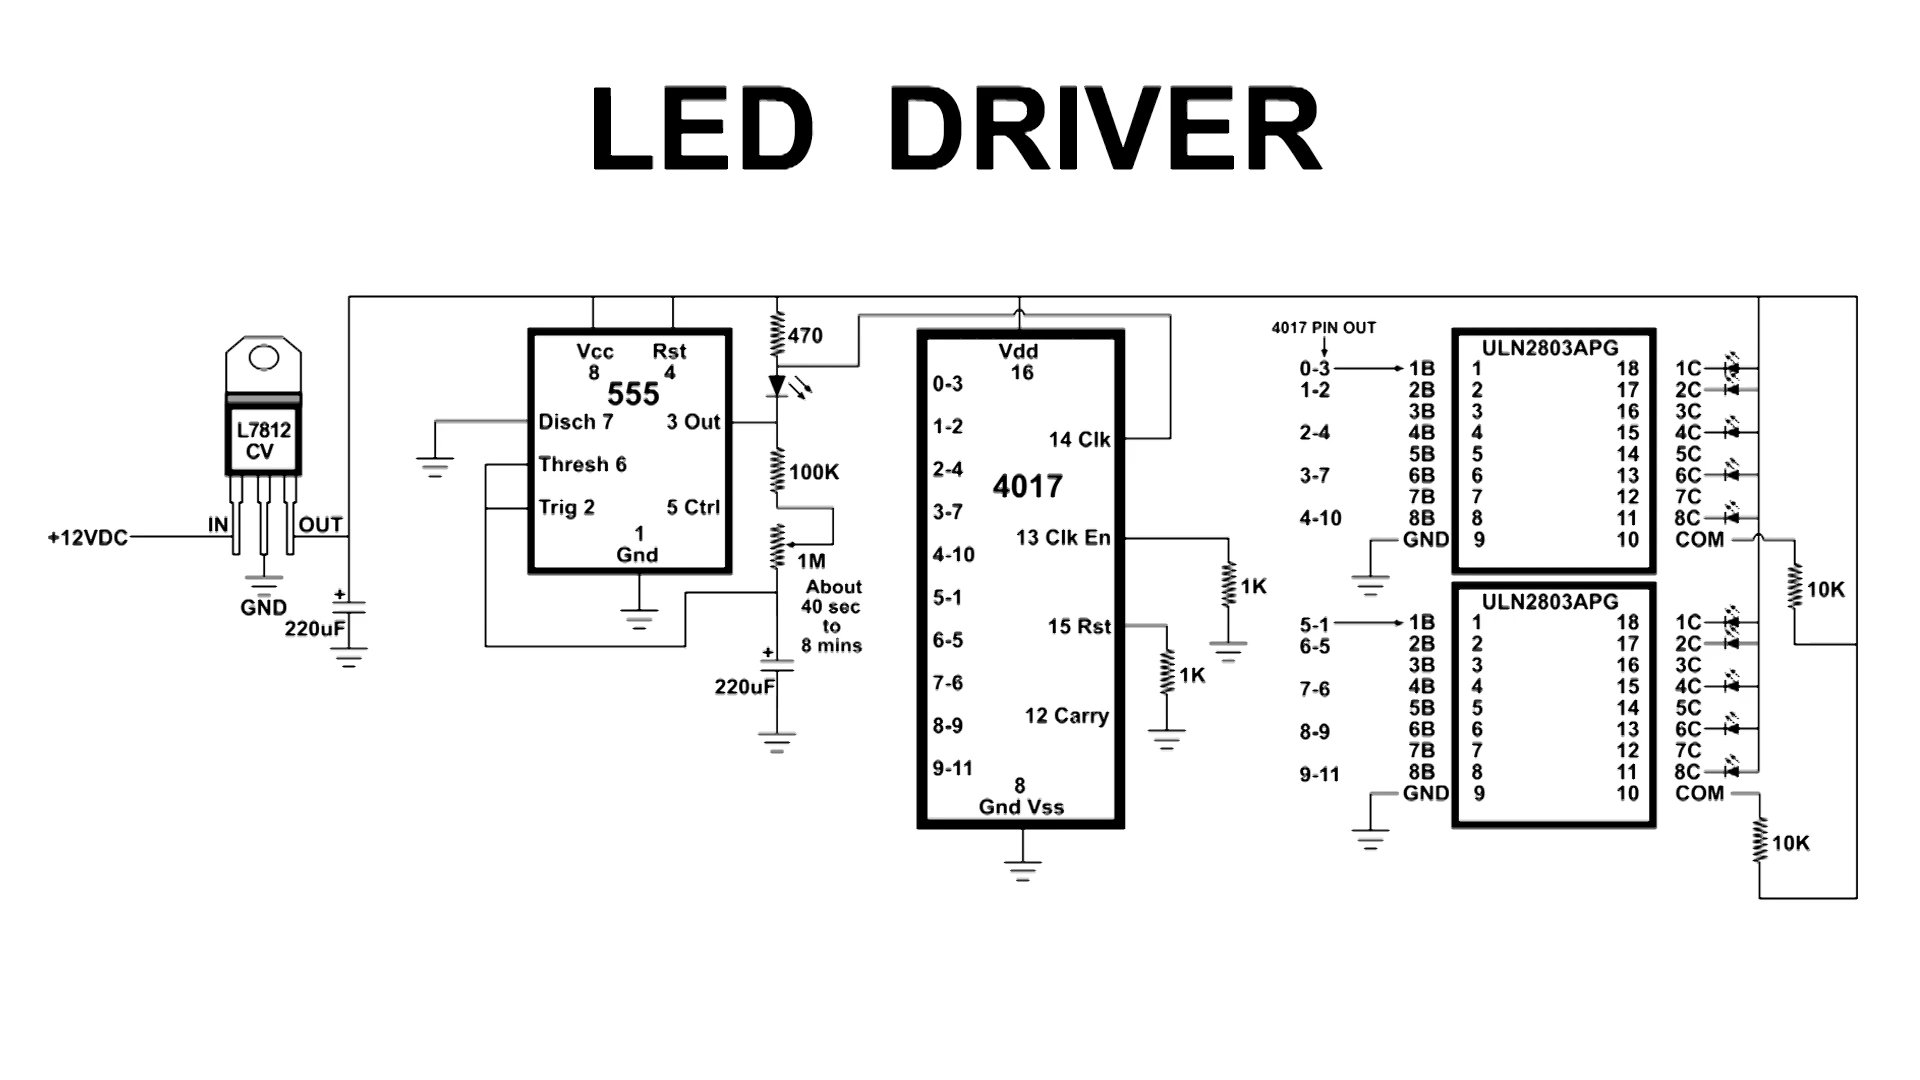 LED DRIVER
L7812
CV
+12VDC
IN
OUT
GND
+
220uF
Vcc
8
Rst
4
555
Disch 7
3 Out
Thresh 6
Trig 2
5 Ctrl
1
Gnd
470
100K
1M
About
40 sec
to
8 mins
+
220uF
Vdd
16
0-3
1-2
2-4
3-7
4-10
5-1
6-5
7-6
8-9
9-11
4017
14 Clk
13 Clk En
15 Rst
12 Carry
8
Gnd Vss
1K
1K
4017 PIN OUT
ULN2803APG
0-3 1B 1 18 1C
1-2 2B 2 17 2C
3B 3 16 3C
2-4 4B 4 15 4C
5B 5 14 5C
3-7 6B 6 13 6C
7B 7 12 7C
4-10 8B 8 11 8C
GND 9 10 COM
10K
ULN2803APG
5-1 1B 1 18 1C
6-5 2B 2 17 2C
3B 3 16 3C
7-6 4B 4 15 4C
5B 5 14 5C
8-9 6B 6 13 6C
7B 7 12 7C
9-11 8B 8 11 8C
GND 9 10 COM
10K